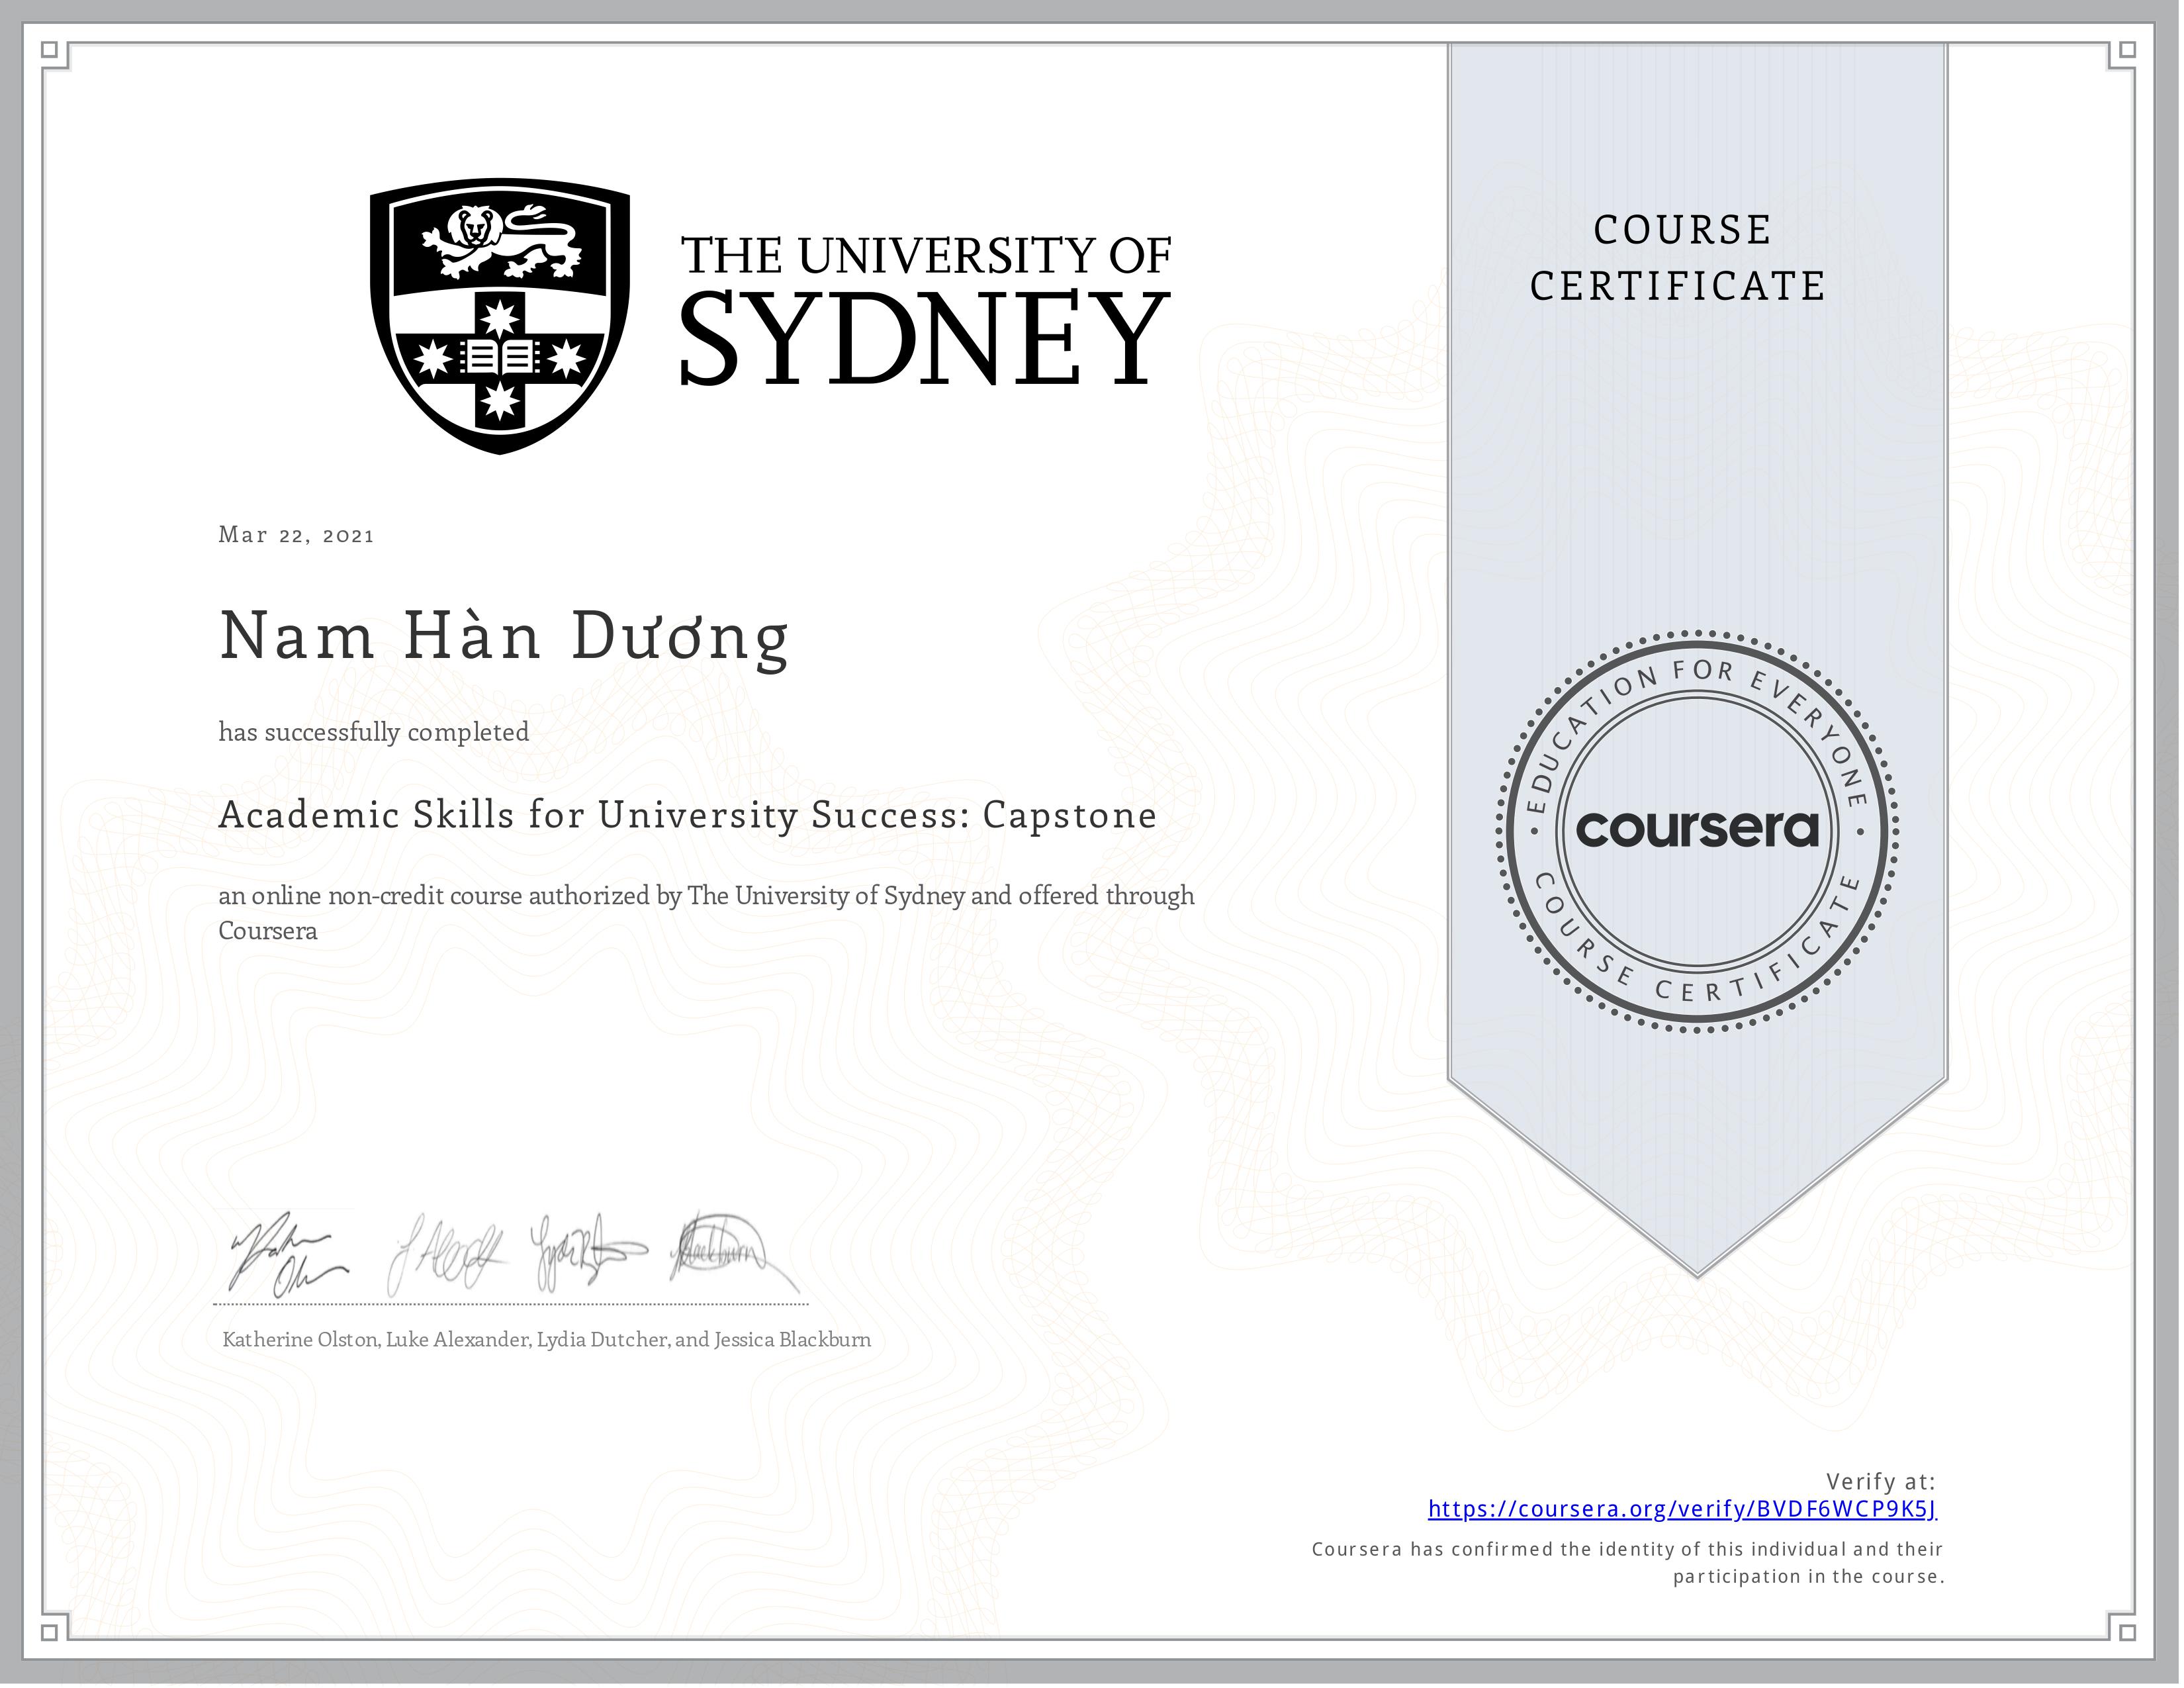 THE UNIVERSITY OF
SYDNEY
COURSE
CERTIFICATE
Mar 22, 2021
Nam Hàn Dương
has successfully completed
Academic Skills for University Success: Capstone
an online non-credit course authorized by The University of Sydney and offered through
Coursera
EDUCATION FOR EVERYONE
coursera
COURSE CERTIFICATE
Katherine Olston, Luke Alexander, Lydia Dutcher, and Jessica Blackburn
Verify at:
https://coursera.org/verify/BVDF6WCP9K5J
Coursera has confirmed the identity of this individual and their
participation in the course.